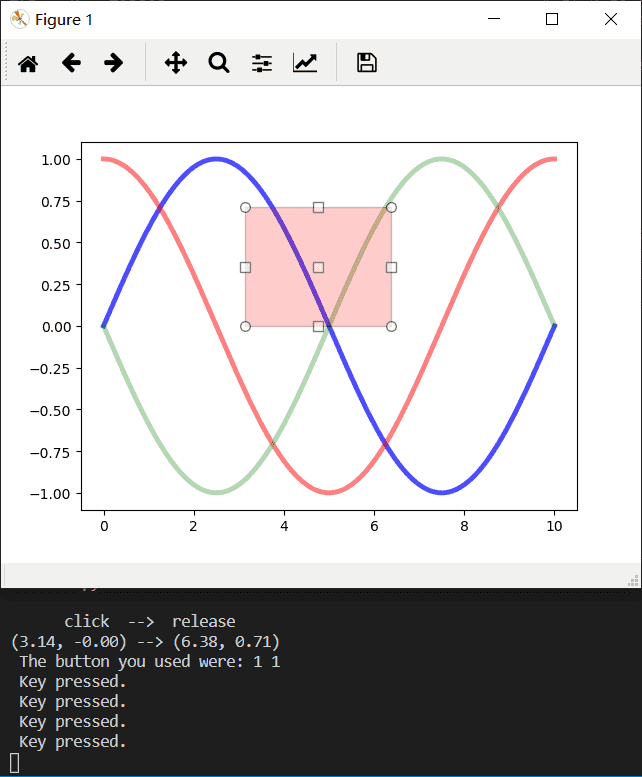 Figure 1
1.00
0.75
0.50
0.25
0.00
−0.25
−0.50
−0.75
−1.00
0 2 4 6 8 10
click --> release
(3.14, -0.00) --> (6.38, 0.71)
The button you used were: 1 1
Key pressed.
Key pressed.
Key pressed.
Key pressed.